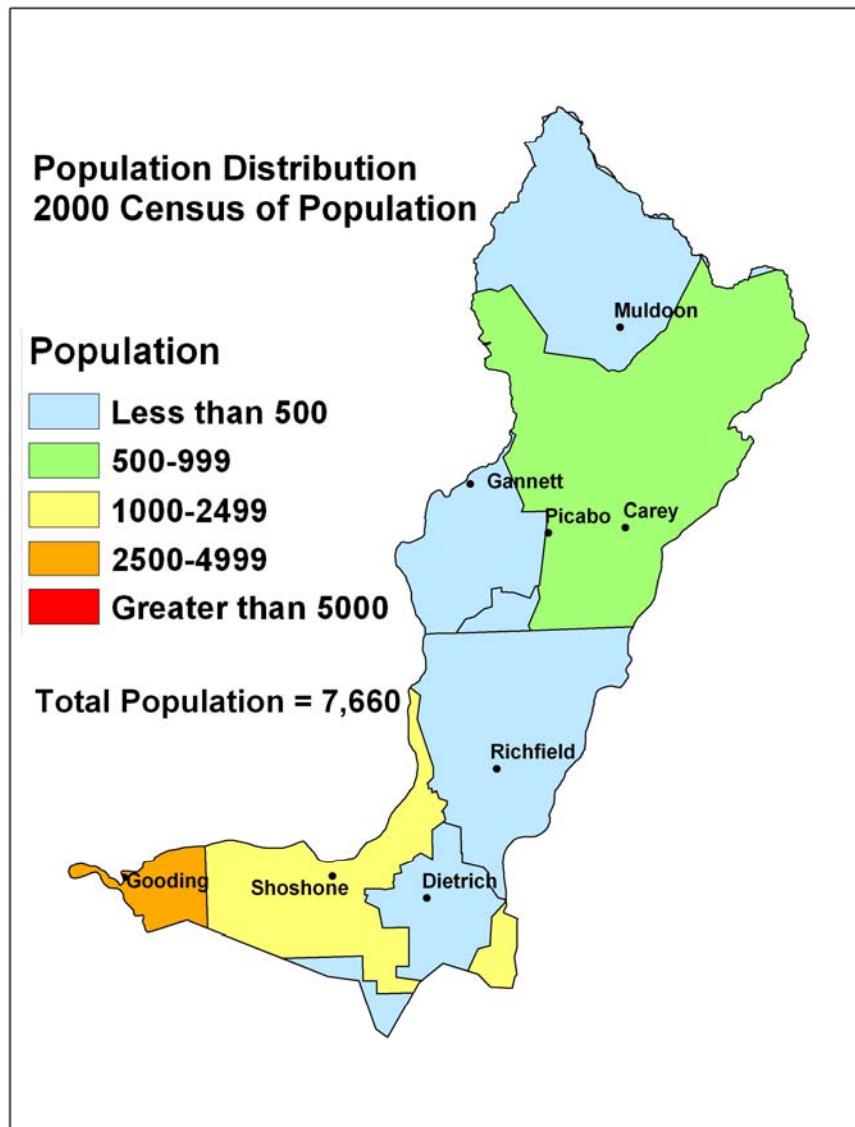 Population Distribution
2000 Census of Population
Population
Less than 500
500-999
1000-2499
2500-4999
Greater than 5000
Total Population = 7,660
Muldoon
Gannett
Picabo
Carey
Richfield
Gooding
Shoshone
Dietrich